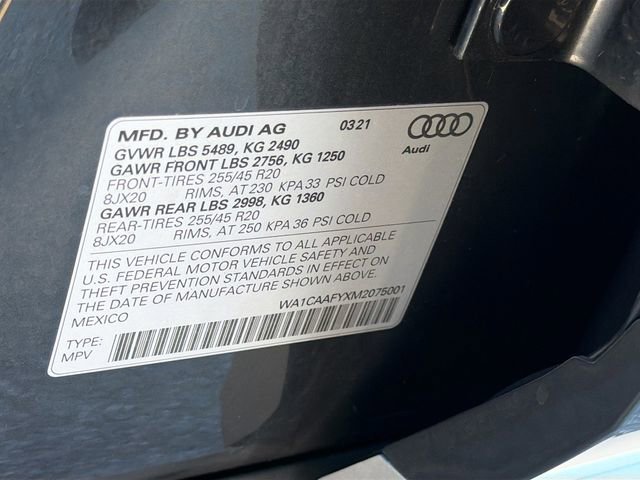 MFD. BY AUDI AG 03.21
GVWR LBS 5489, KG 2490
GAWR FRONT LBS 2756, KG 1250
FRONT-TIRES 255/45 R20
8JX20 RIMS, AT 230 KPA 33 PSI COLD
GAWR REAR LBS 2998, KG 1360
REAR-TIRES 255/45 R20
8JX20 RIMS, AT 250 KPA 36 PSI COLD
Audi
THIS VEHICLE CONFORMS TO ALL APPLICABLE
U.S. FEDERAL MOTOR VEHICLE SAFETY AND
THEFT PREVENTION STANDARDS IN EFFECT ON
THE DATE OF MANUFACTURE SHOWN ABOVE.
MEXICO WA1CAAFYXM2075001
TYPE:
MPV